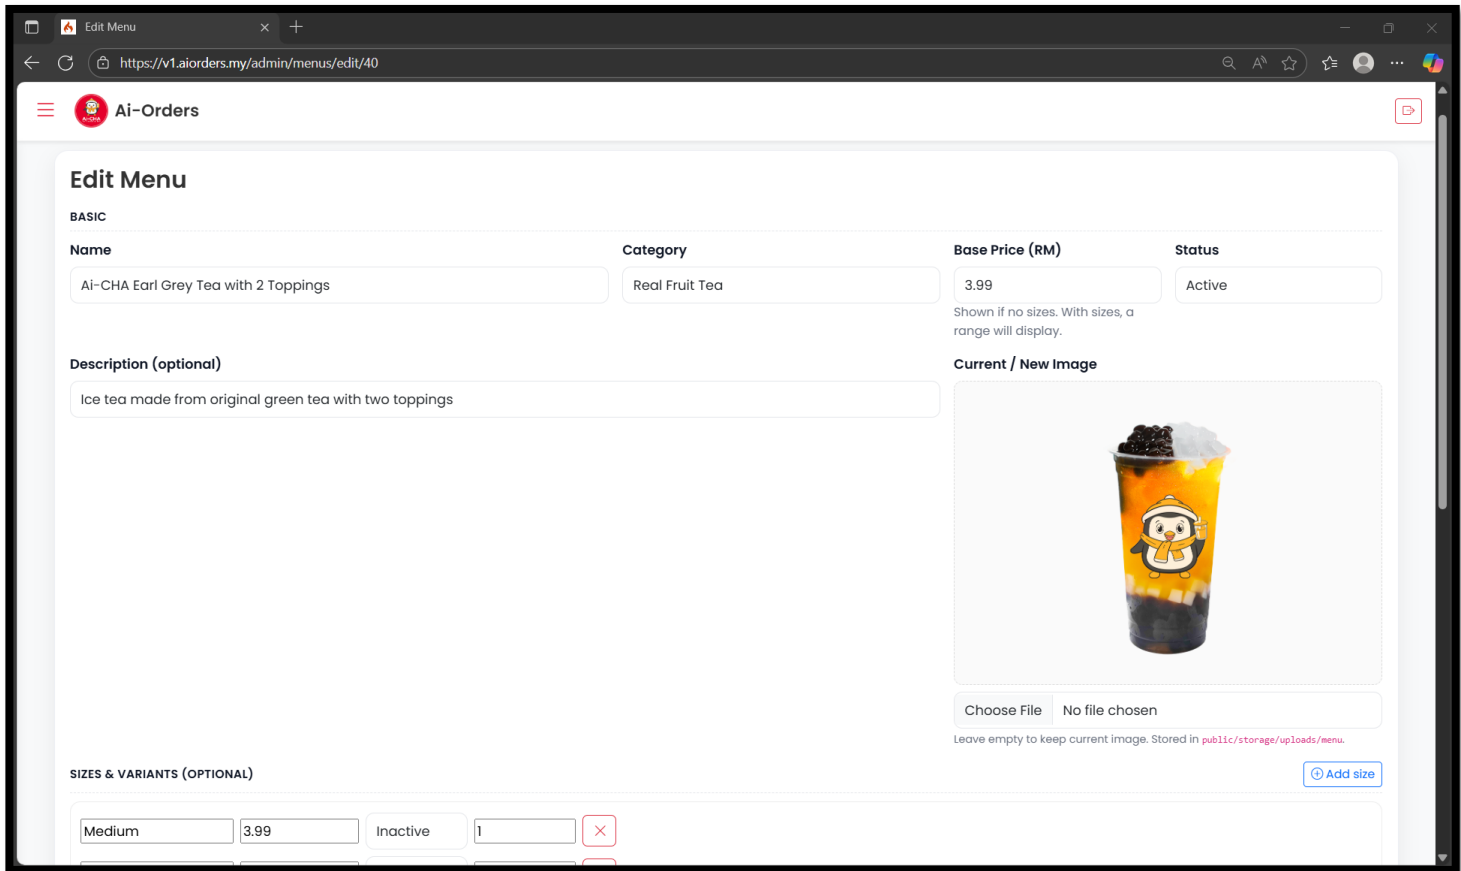 Edit Menu
https://v1.aiorders.my/admin/menus/edit/40
Ai-CHA
Ai-Orders
Edit Menu
BASIC
Name
Category
Base Price (RM)
Status
Ai-CHA Earl Grey Tea with 2 Toppings
Real Fruit Tea
3.99
Active
Shown if no sizes. With sizes, a
range will display.
Description (optional)
Current / New Image
Ice tea made from original green tea with two toppings
Choose File No file chosen
Leave empty to keep current image. Stored in public/storage/uploads/menu.
SIZES & VARIANTS (OPTIONAL)
Add size
Medium
3.99
Inactive
1